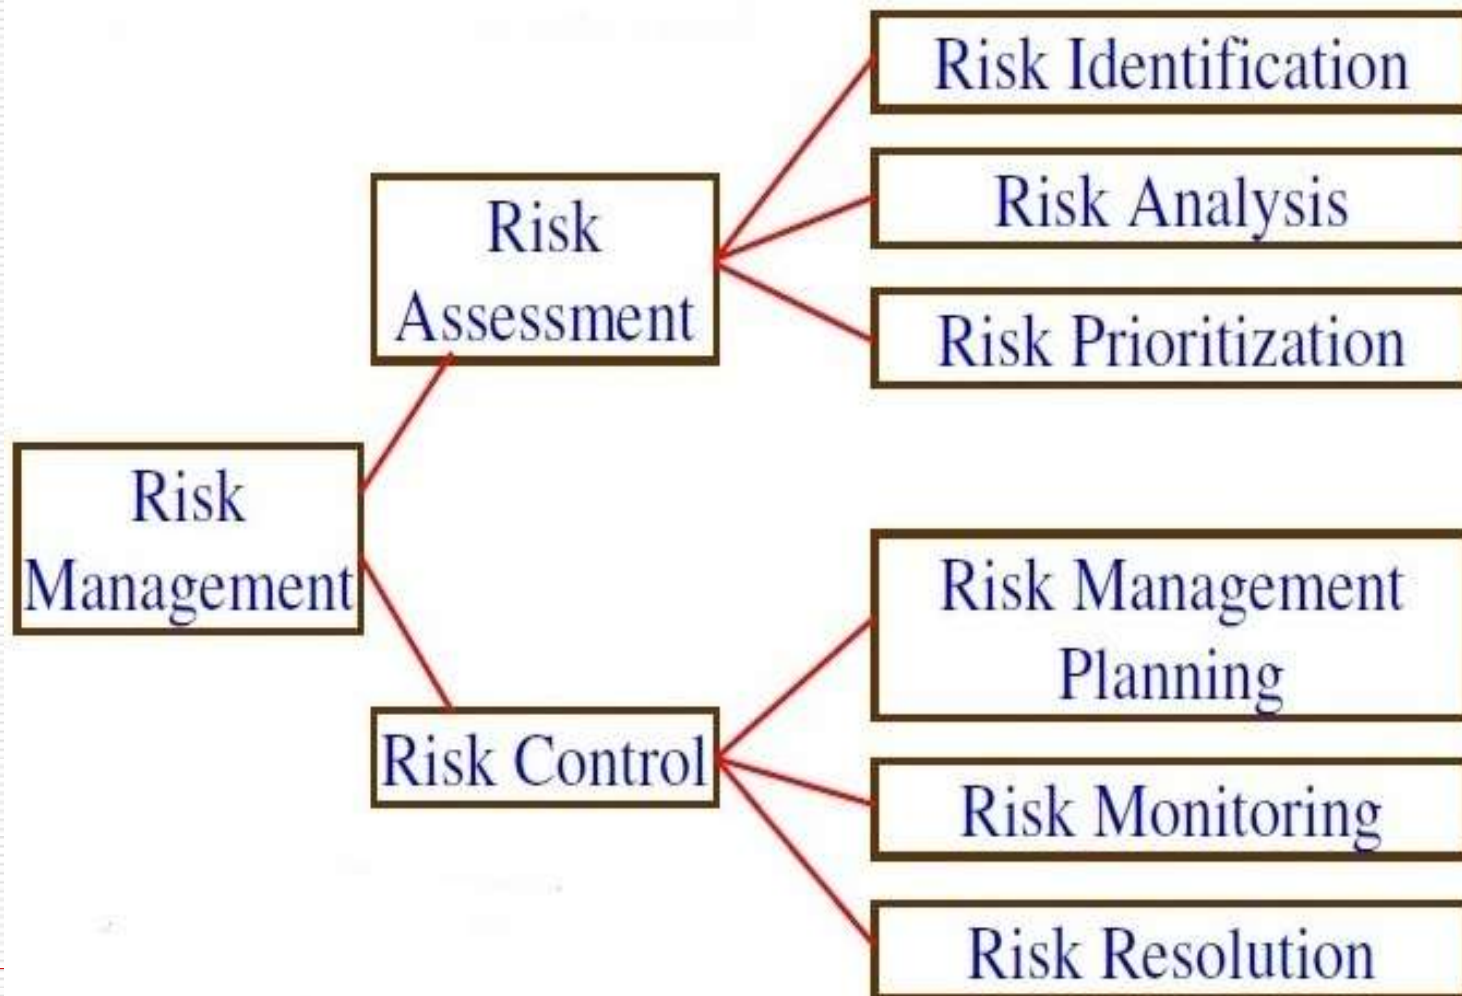 Risk Identification
Risk Analysis
Risk
Assessment
Risk Prioritization
Risk
Management
Risk Management
Planning
Risk Control
Risk Monitoring
Risk Resolution